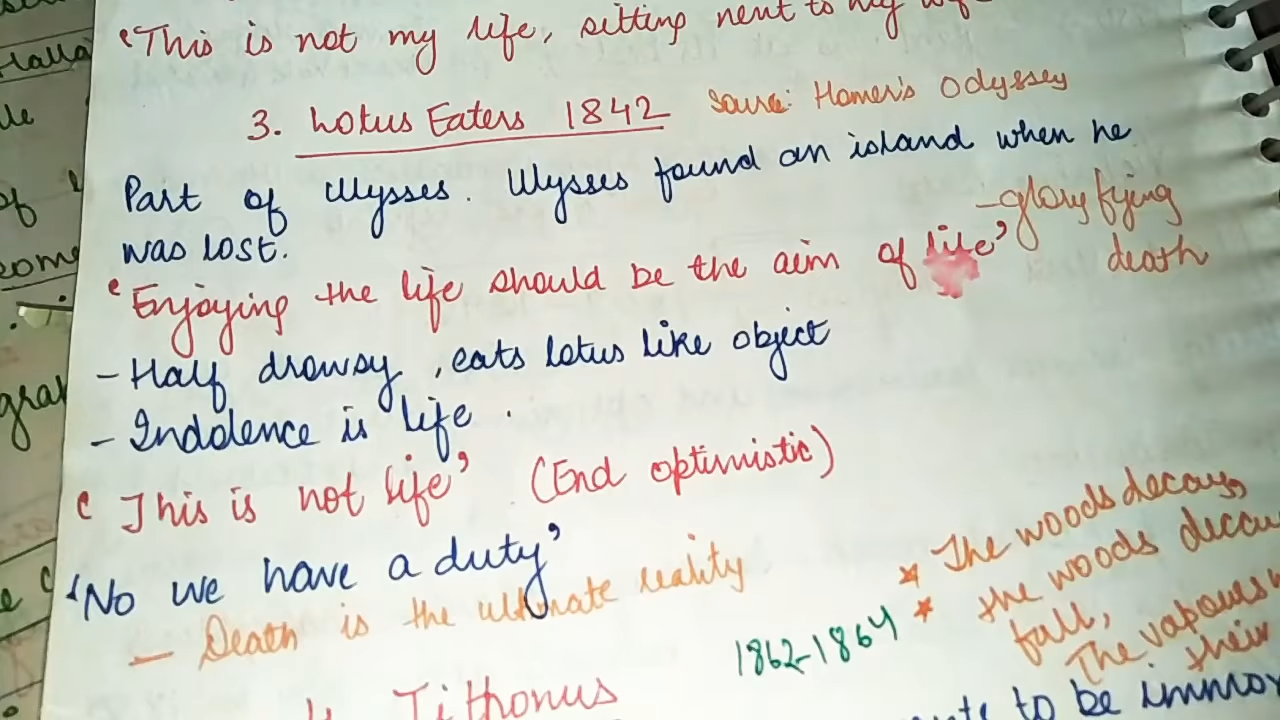 'This is not my life, sitting next to my wife
3. Lotus Eaters 1842 Source: Homer's Odyssey
Part of Ulysses. Ulysses found an island when he
was lost.
'Enjoying the life should be the aim of life' - gloryfying
death
- Half drowsy, eats lotus like object
- Indolence is life.
'This is not life' (End optimistic)
'No we have a duty'
- Death is the ultimate reality
* The woods decay,
* the woods decay
fall,
The vapours
their
1862-1864
4. Tithonus
to be immor